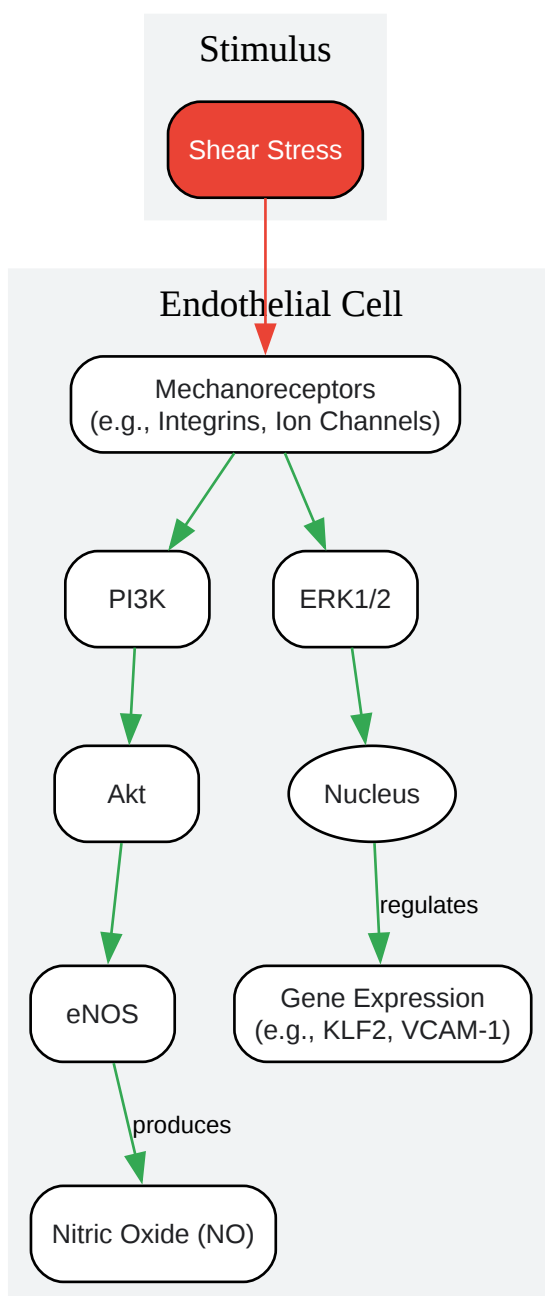 Stimulus
Shear Stress
Endothelial Cell
Mechanoreceptors
(e.g., Integrins, Ion Channels)
PI3K
ERK1/2
Akt
Nucleus
regulates
eNOS
Gene Expression
(e.g., KLF2, VCAM-1)
produces
Nitric Oxide (NO)